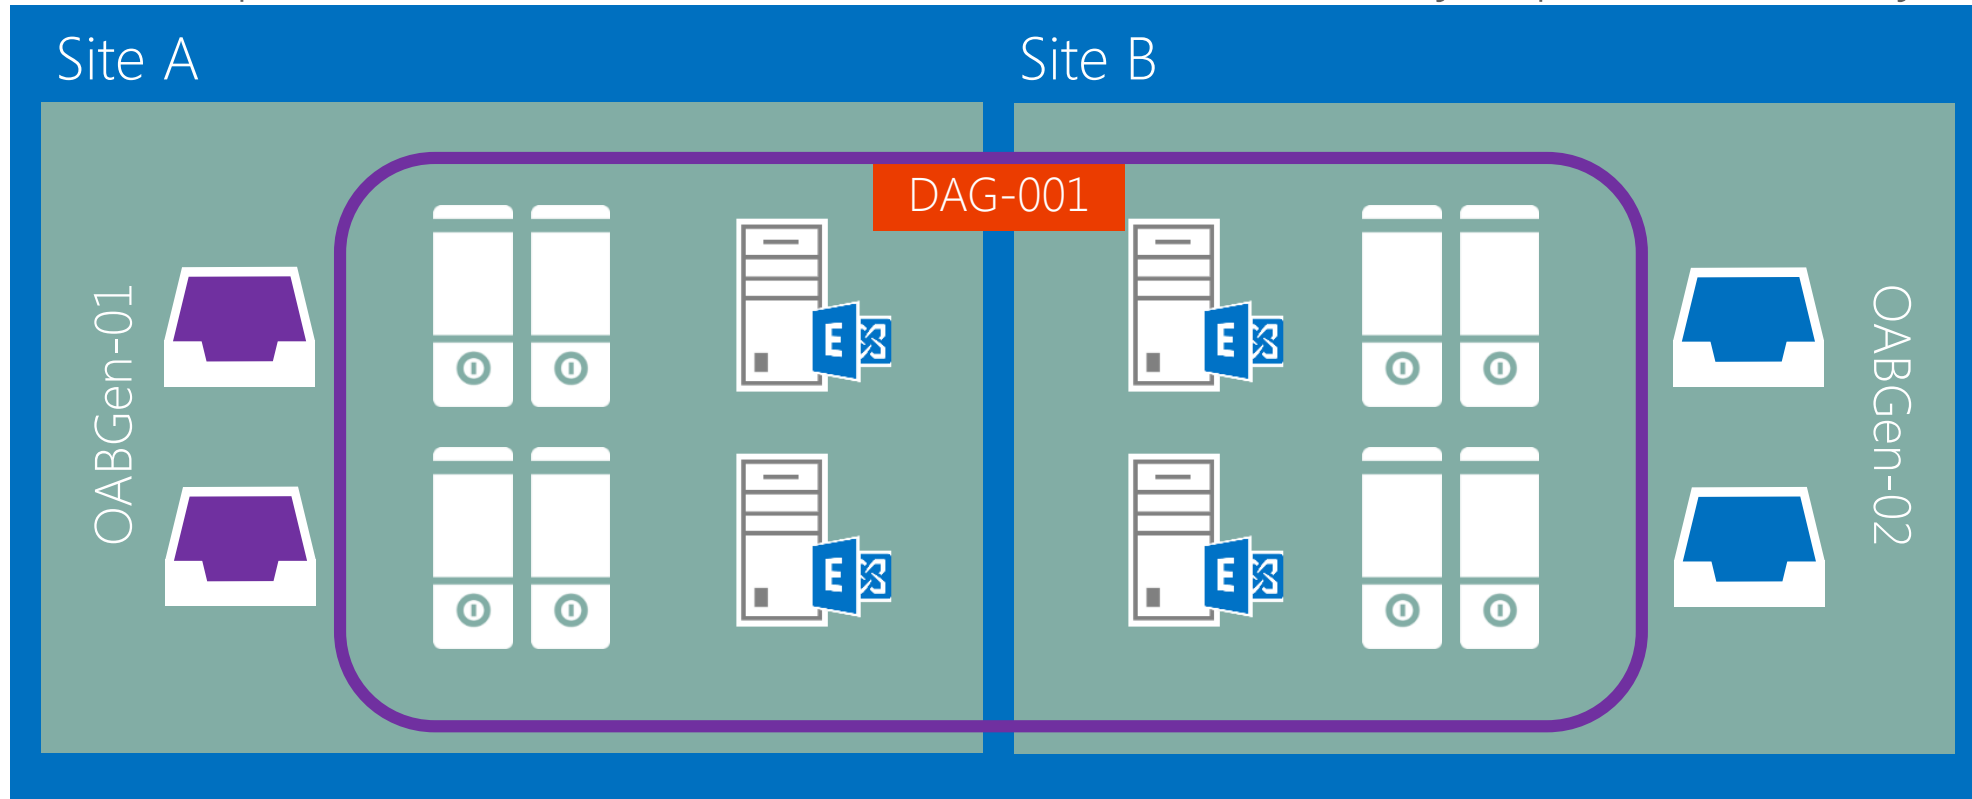 Site A
Site B
DAG-001
OABGen-01
OABGen-02
E
E
E
E